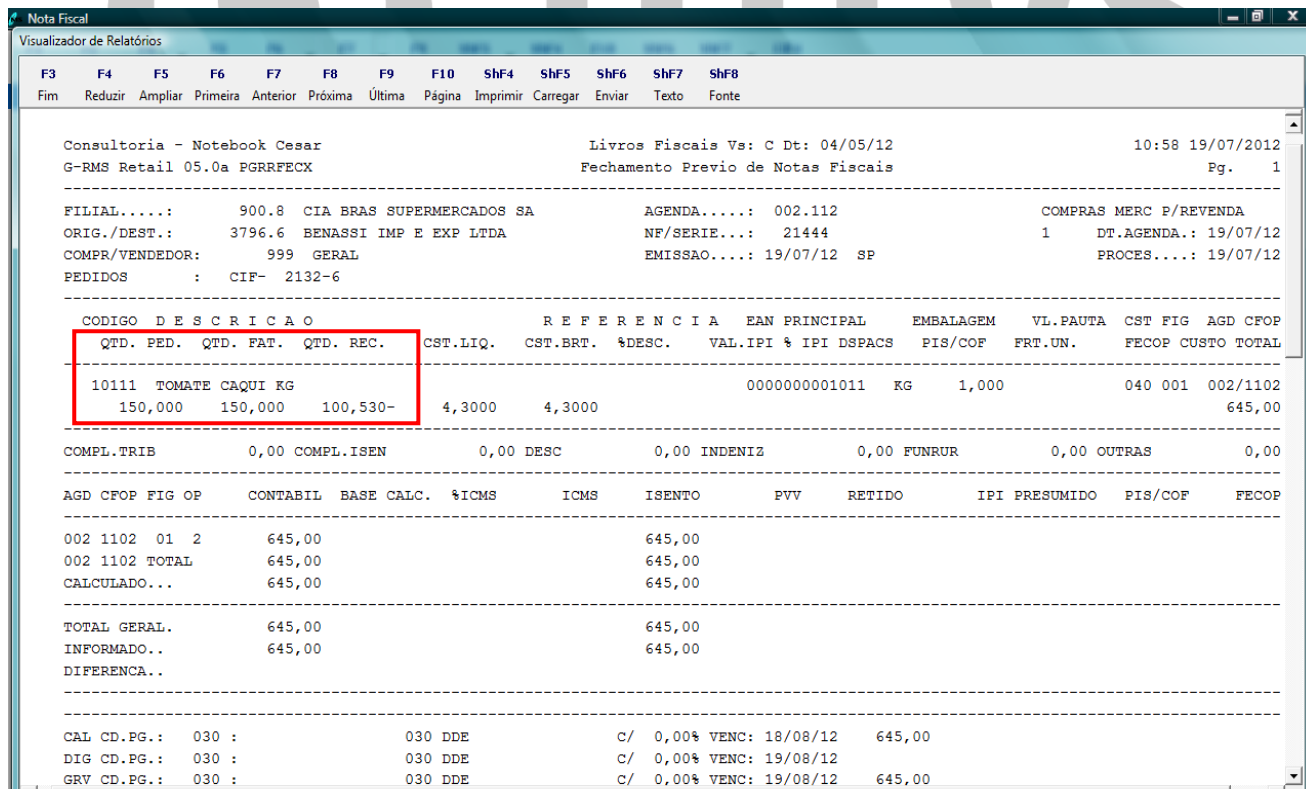 Nota Fiscal
Visualizador de Relatórios
F3 F4 F5 F6 F7 F8 F9 F10 ShF4 ShF5 ShF6 ShF7 ShF8
Fim Reduzir Ampliar Primeira Anterior Próxima Última Página Imprimir Carregar Enviar Texto Fonte
Consultoria - Notebook Cesar Livros Fiscais Vs: C Dt: 04/05/12 10:58 19/07/2012
G-RMS Retail 05.0a PGRRFECX Fechamento Previo de Notas Fiscais Pg. 1
FILIAL.....: 900.8 CIA BRAS SUPERMERCADOS SA AGENDA.....: 002.112 COMPRAS MERC P/REVENDA
ORIG./DEST.: 3796.6 BENASSI IMP E EXP LTDA NF/SERIE...: 21444 1 DT.AGENDA.: 19/07/12
COMPR/VENDEDOR: 999 GERAL EMISSAO....: 19/07/12 SP PROCES....: 19/07/12
PEDIDOS : CIF- 2132-6
CODIGO D E S C R I C A O R E F E R E N C I A EAN PRINCIPAL EMBALAGEM VL.PAUTA CST FIG AGD CFOP
QTD. PED. QTD. FAT. QTD. REC. CST.LIQ. CST.BRT. %DESC. VAL.IPI % IPI DSPACS PIS/COF FRT.UN. FECOP CUSTO TOTAL
10111 TOMATE CAQUI KG 0000000001011 KG 1,000 040 001 002/1102
150,000 150,000 100,530- 4,3000 4,3000 645,00
COMPL.TRIB 0,00 COMPL.ISEN 0,00 DESC 0,00 INDENIZ 0,00 FUNRUR 0,00 OUTRAS 0,00
AGD CFOP FIG OP CONTABIL BASE CALC. %ICMS ICMS ISENTO PVV RETIDO IPI PRESUMIDO PIS/COF FECOP
002 1102 01 2 645,00 645,00
002 1102 TOTAL 645,00 645,00
CALCULADO... 645,00 645,00
TOTAL GERAL. 645,00 645,00
INFORMADO.. 645,00 645,00
DIFERENCA..
CAL CD.PG.: 030 : 030 DDE C/ 0,00% VENC: 18/08/12 645,00
DIG CD.PG.: 030 : 030 DDE C/ 0,00% VENC: 19/08/12
GRV CD.PG.: 030 : 030 DDE C/ 0,00% VENC: 19/08/12 645,00